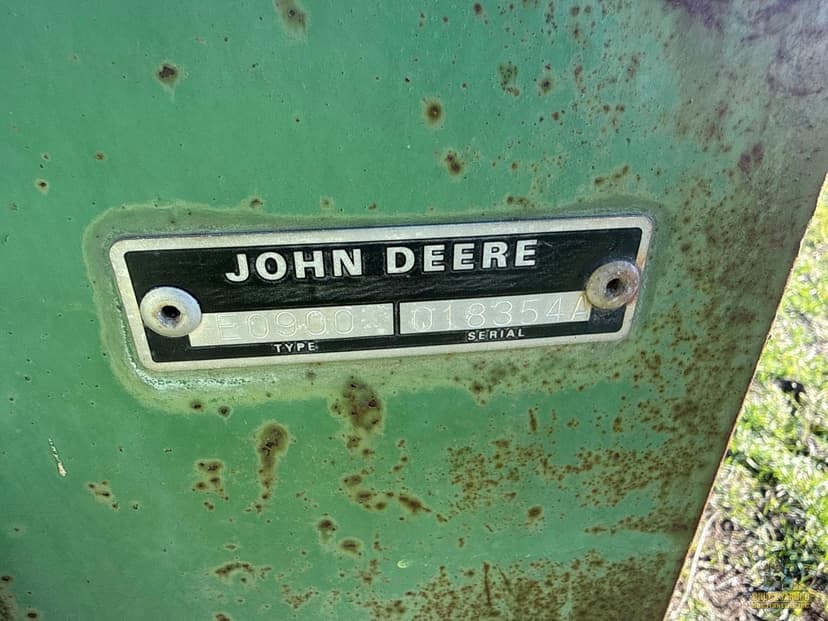 JOHN DEERE
E0900 018354A
TYPE SERIAL